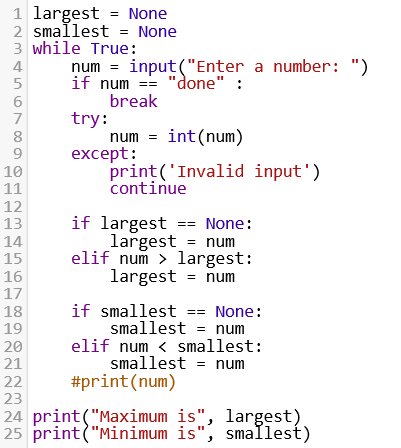 1 largest = None
2 smallest = None
3 while True:
4     num = input("Enter a number: ")
5     if num == "done" :
6         break
7     try:
8         num = int(num)
9     except:
10         print('Invalid input')
11         continue
12
13     if largest == None:
14         largest = num
15     elif num > largest:
16         largest = num
17
18     if smallest == None:
19         smallest = num
20     elif num < smallest:
21         smallest = num
22     #print(num)
23
24 print("Maximum is", largest)
25 print("Minimum is", smallest)